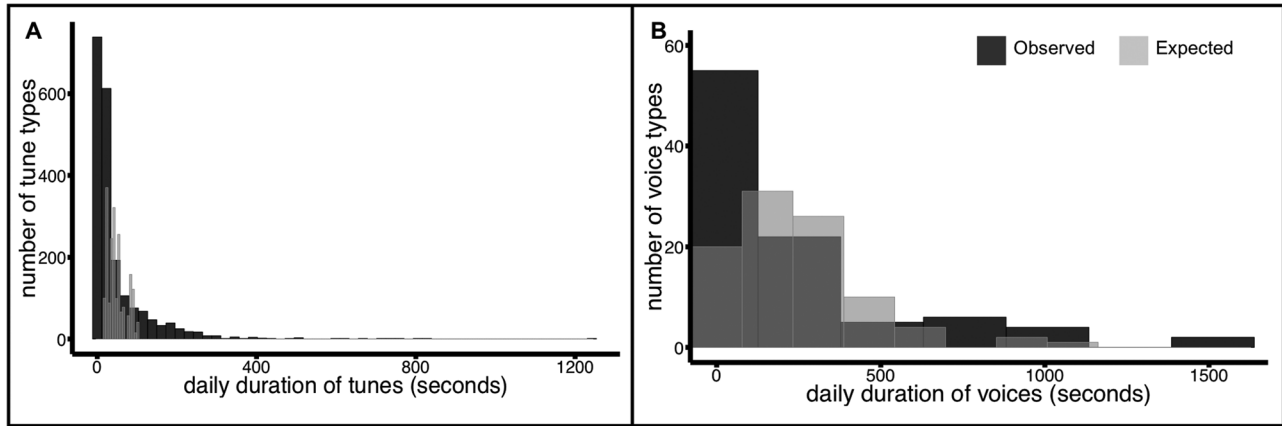 A
number of tune types
600
400
200
0
0 400 800 1200
daily duration of tunes (seconds)
B
Observed Expected
number of voice types
60
40
20
0
0 500 1000 1500
daily duration of voices (seconds)